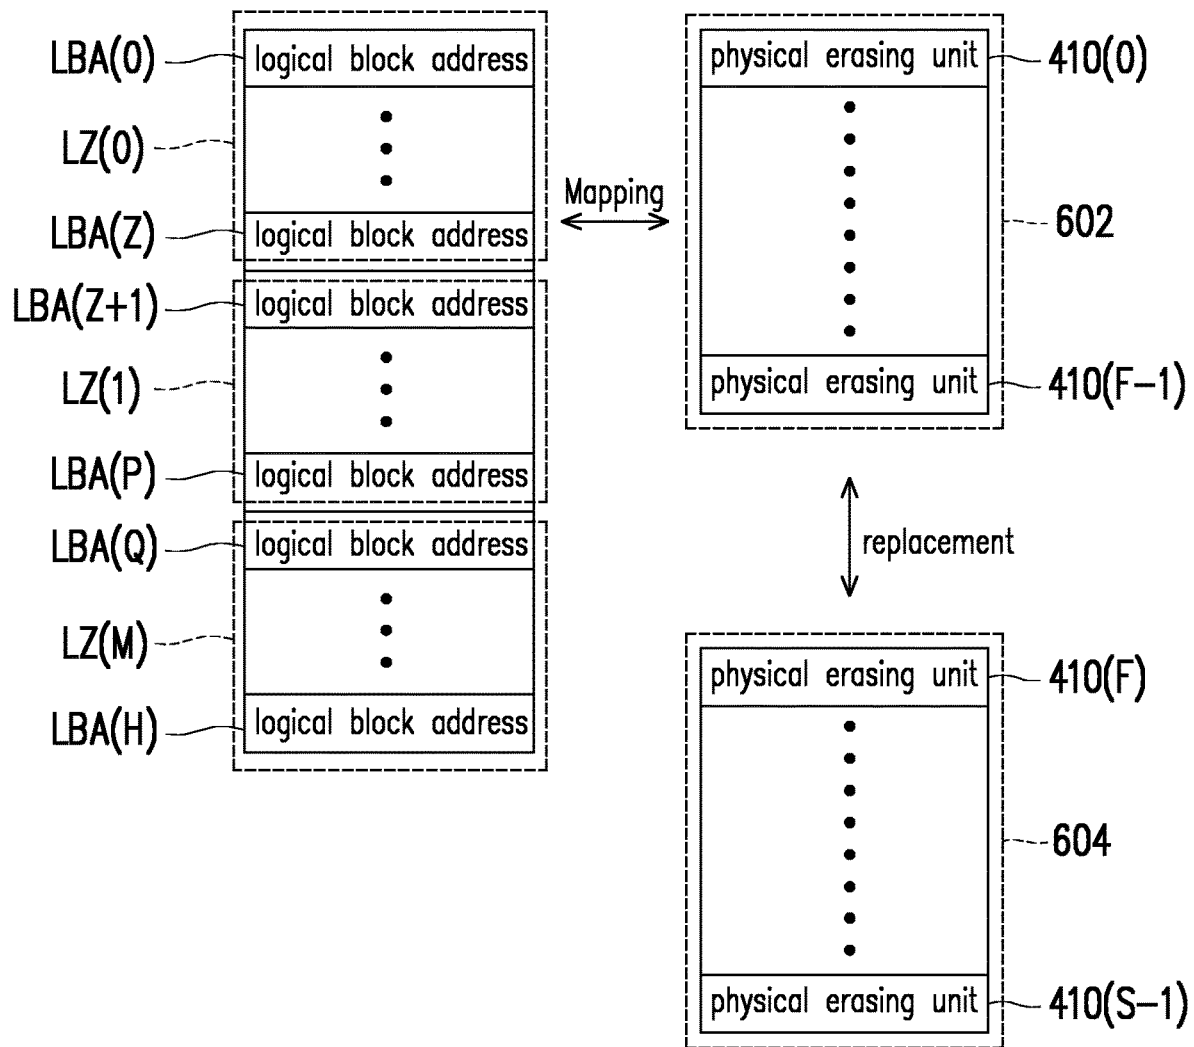 LBA(0) logical block address
LZ(0)
LBA(Z) logical block address
LBA(Z+1) logical block address
LZ(1)
LBA(P) logical block address
LBA(Q) logical block address
LZ(M)
LBA(H) logical block address
Mapping
physical erasing unit 410(0)
602
physical erasing unit 410(F-1)
replacement
physical erasing unit 410(F)
604
physical erasing unit 410(S-1)